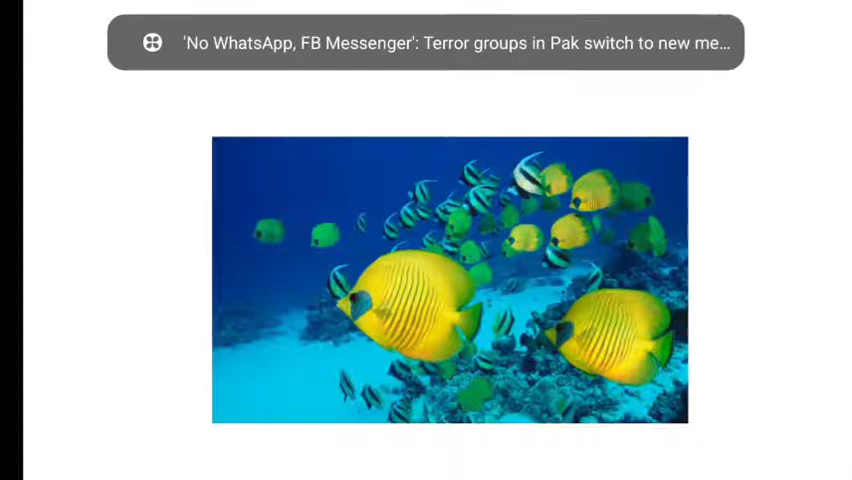 'No WhatsApp, FB Messenger': Terror groups in Pak switch to new me…